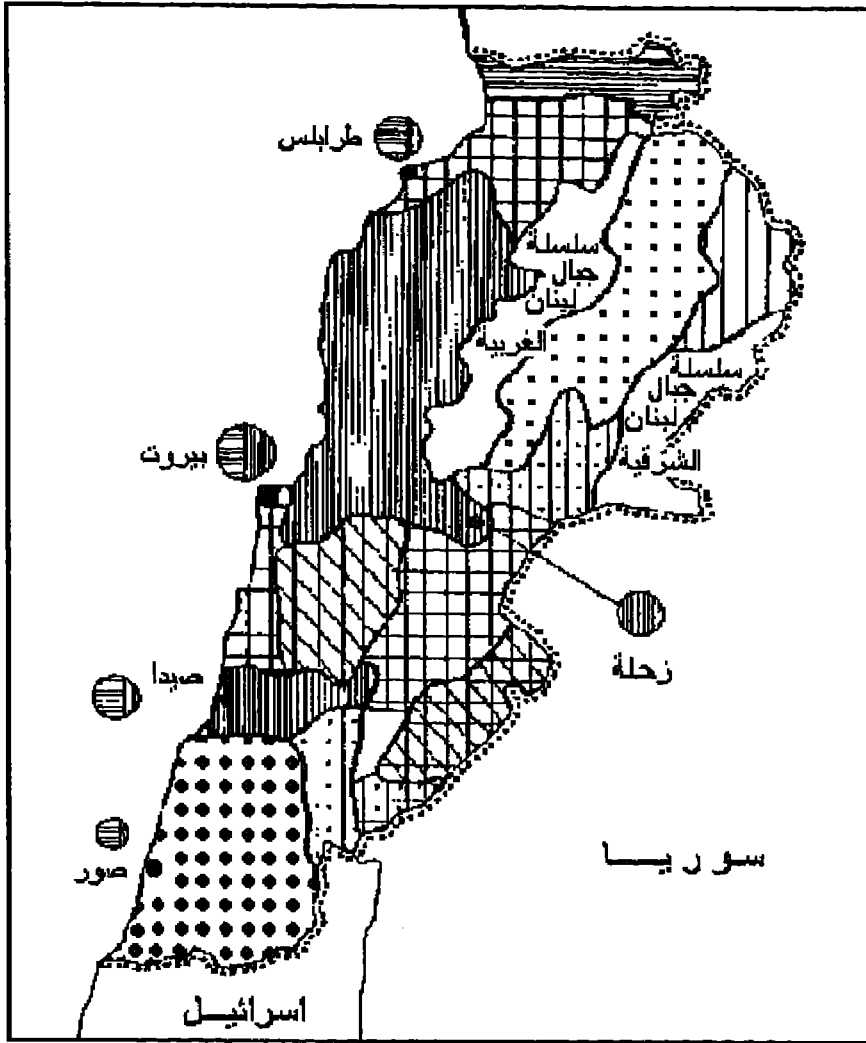 طرابلس
سلسلة
جبال
لبنان
الغربية
سلسلة
جبال
لبنان
الشرقية
بيروت
زحلة
صيدا
صور
سوريا
اسرائيل